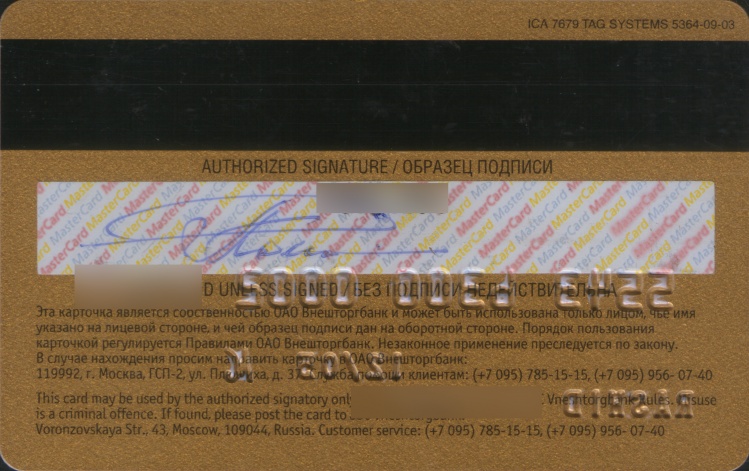 ICA 7679 TAG SYSTEMS 5364-09-03
AUTHORIZED SIGNATURE / ОБРАЗЕЦ ПОДПИСИ
MasterCard MasterCard MasterCard MasterCard
D UNLESS SIGNED / БЕЗ ПОДПИСИ НЕДЕЙСТВИТЕЛЬНА
Эта карточка является собственностью ОАО Внешторгбанк и может быть использована только лицом, чье имя
указано на лицевой стороне, и чей образец подписи дан на оборотной стороне. Порядок пользования
карточкой регулируется Правилами ОАО Внешторгбанк. Незаконное применение преследуется по закону.
В случае нахождения просим направить карточку в ОАО Внешторгбанк:
119992, г. Москва, ГСП-2, ул. Плющиха, д. 37. Служба помощи клиентам: (+7 095) 785-15-15, (+7 095) 956- 07-40
This card may be used by the authorized signatory only Vneshtorgbank Rules. Misuse
is a criminal offence. If found, please post the card to
Voronzovskaya Str., 43, Moscow, 109044, Russia. Customer service: (+7 095) 785-15-15, (+7 095) 956- 07-40